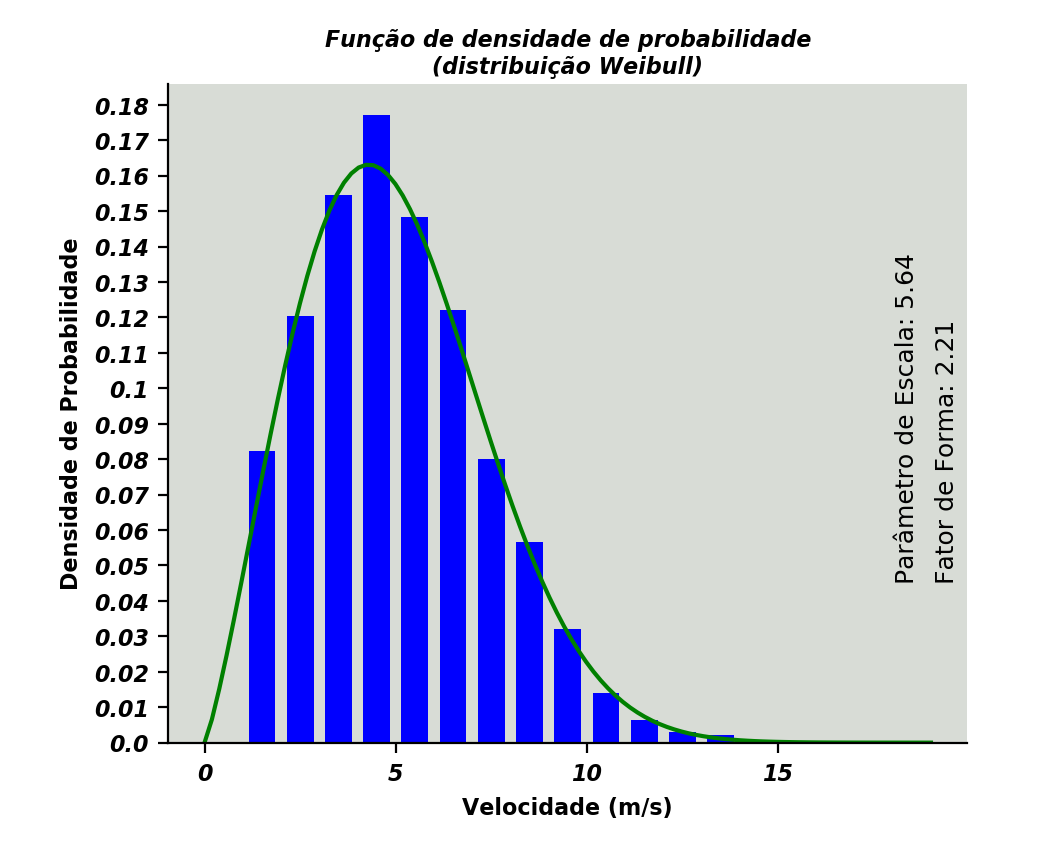 Função de densidade de probabilidade
(distribuição Weibull)
0.18
0.17
0.16
0.15
0.14
0.13
0.12
0.11
0.1
0.09
0.08
0.07
0.06
0.05
0.04
0.03
0.02
0.01
0.0
Densidade de Probabilidade
0 5 10 15
Velocidade (m/s)
Parâmetro de Escala: 5.64
Fator de Forma: 2.21